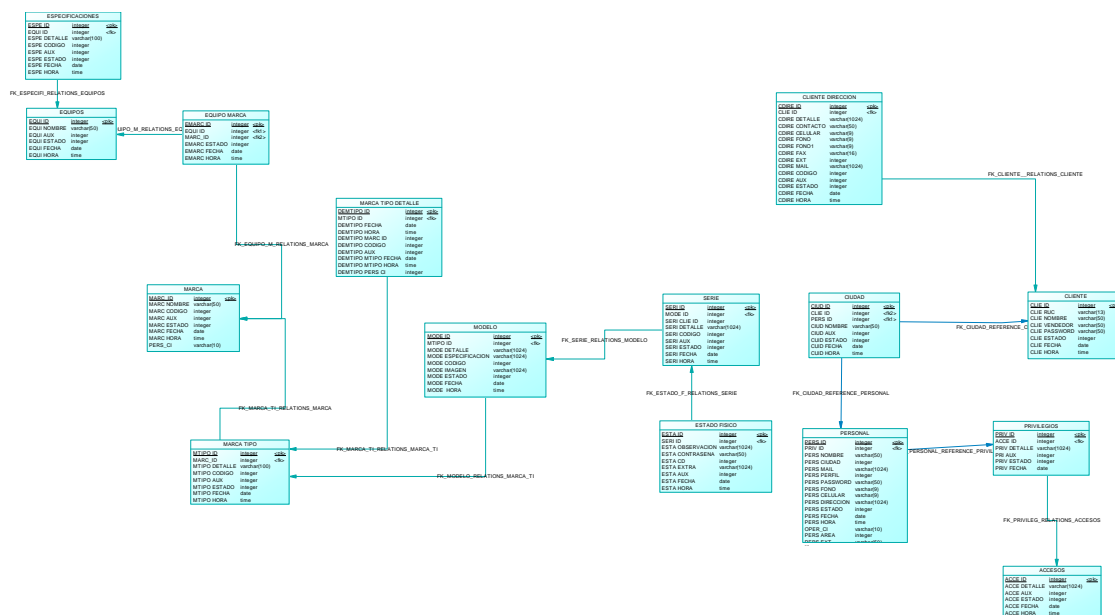 ESPECIFICACIONES
ESPE ID integer <pk>
EQUI ID integer <fk>
ESPE DETALLE varchar(100)
ESPE CODIGO integer
ESPE AUX integer
ESPE ESTADO integer
ESPE FECHA date
ESPE HORA time
FK_ESPECIFI_RELATIONS_EQUIPOS
EQUIPOS
EQUI ID integer <pk>
EQUI NOMBRE varchar(50)
EQUI AUX integer
EQUI ESTADO integer
EQUI FECHA date
EQUI HORA time
UIPO_M_RELATIONS_EQ
EQUIPO MARCA
EMARC ID integer <pk>
EQUI ID integer <fk1>
MARC_ID integer <fk2>
EMARC ESTADO integer
EMARC FECHA date
EMARC HORA time
FK_EQUIPO_M_RELATIONS_MARCA
MARCA TIPO DETALLE
DEMTIPO ID integer <pk>
MTIPO ID integer <fk>
DEMTIPO FECHA date
DEMTIPO HORA time
DEMTIPO MARC ID integer
DEMTIPO CODIGO integer
DEMTIPO AUX integer
DEMTIPO MTIPO FECHA date
DEMTIPO MTIPO HORA time
DEMTIPO PERS CI integer
MARCA
MARC_ID integer <pk>
MARC NOMBRE varchar(50)
MARC CODIGO integer
MARC AUX integer
MARC ESTADO integer
MARC FECHA date
MARC HORA time
PERS_CI varchar(10)
FK_MARCA_TI_RELATIONS_MARCA
MARCA TIPO
MTIPO ID integer <pk>
MARC_ID integer <fk>
MTIPO DETALLE varchar(100)
MTIPO CODIGO integer
MTIPO AUX integer
MTIPO ESTADO integer
MTIPO FECHA date
MTIPO HORA time
FK_MARCA_TI_RELATIONS_MARCA_TI
FK_MODELO_RELATIONS_MARCA_TI
MODELO
MODE ID integer <pk>
MTIPO ID integer <fk>
MODE DETALLE varchar(1024)
MODE ESPECIFICACION varchar(1024)
MODE CODIGO integer
MODE IMAGEN varchar(1024)
MODE ESTADO integer
MODE FECHA date
MODE HORA time
FK_SERIE_RELATIONS_MODELO
SERIE
SERI ID integer <pk>
MODE ID integer <fk>
SERI CLIE ID integer
SERI DETALLE varchar(1024)
SERI CODIGO integer
SERI AUX integer
SERI ESTADO integer
SERI FECHA date
SERI HORA time
FK_ESTADO_F_RELATIONS_SERIE
ESTADO FISICO
ESTA ID integer <pk>
SERI ID integer <fk>
ESTA OBSERVACION varchar(1024)
ESTA CONTRASENA varchar(50)
ESTA CD integer
ESTA EXTRA varchar(1024)
ESTA AUX integer
ESTA FECHA date
ESTA HORA time
CLIENTE DIRECCION
CDIRE ID integer <pk>
CLIE ID integer <fk>
CDIRE DETALLE varchar(1024)
CDIRE CONTACTO varchar(50)
CDIRE CELULAR varchar(9)
CDIRE FONO varchar(9)
CDIRE FONO1 varchar(9)
CDIRE FAX varchar(16)
CDIRE EXT integer
CDIRE MAIL varchar(1024)
CDIRE CODIGO integer
CDIRE AUX integer
CDIRE ESTADO integer
CDIRE FECHA date
CDIRE HORA time
FK_CLIENTE__RELATIONS_CLIENTE
CIUDAD
CIUD ID integer <pk>
CLIE ID integer <fk2>
PERS ID integer <fk1>
CIUD NOMBRE varchar(50)
CIUD AUX integer
CUID ESTADO integer
CUID FECHA date
CUID HORA time
FK_CIUDAD_REFERENCE_C
CLIENTE
CLIE ID integer
CLIE RUC varchar(13)
CLIE NOMBRE varchar(50)
CLIE VENDEDOR varchar(50)
CLIE PASSWORD varchar(50)
CLIE ESTADO integer
CLIE FECHA date
CLIE HORA time
FK_CIUDAD_REFERENCE_PERSONAL
PERSONAL
PERS ID integer <pk>
PRIV ID integer <fk>
PERS NOMBRE varchar(50)
PERS CIUDAD integer
PERS MAIL varchar(1024)
PERS PERFIL integer
PERS PASSWORD varchar(50)
PERS FONO varchar(9)
PERS CELULAR varchar(9)
PERS DIRECCION varchar(1024)
PERS ESTADO integer
PERS FECHA date
PERS HORA time
OPER_CI varchar(10)
PERS AREA integer
PERSONAL_REFERENCE_PRIVIL
PRIVILEGIOS
PRIV ID integer <pk>
ACCE ID integer <fk>
PRIV DETALLE varchar(1024)
PRI AUX integer
PRIV ESTADO integer
PRIV FECHA date
FK_PRIVILEG_RELATIONS_ACCESOS
ACCESOS
ACCE ID integer <pk>
ACCE DETALLE varchar(1024)
ACCE AUX integer
ACCE ESTADO integer
ACCE FECHA date
ACCE HORA time